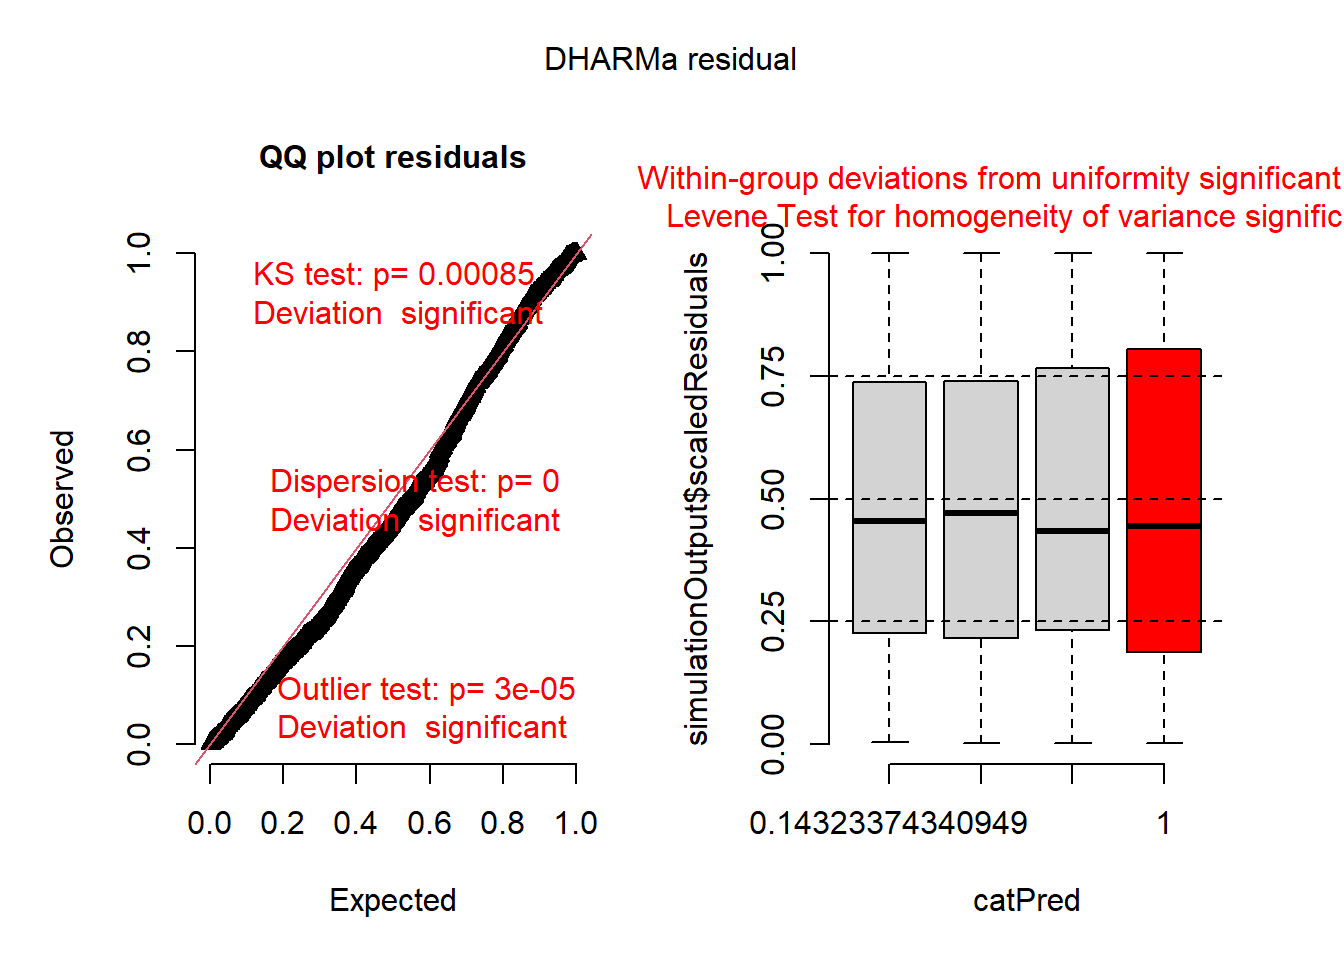 DHARMa residual
QQ plot residuals
KS test: p= 0.00085
Deviation  significant
Dispersion test: p= 0
Deviation  significant
Outlier test: p= 3e-05
Deviation  significant
Observed
1.0
0.8
0.6
0.4
0.2
0.0
0.0 0.2 0.4 0.6 0.8 1.0
Expected
Within-group deviations from uniformity significant
Levene Test for homogeneity of variance signific
simulationOutput$scaledResiduals
1.00
0.75
0.50
0.25
0.00
0.14323374340949 1
catPred